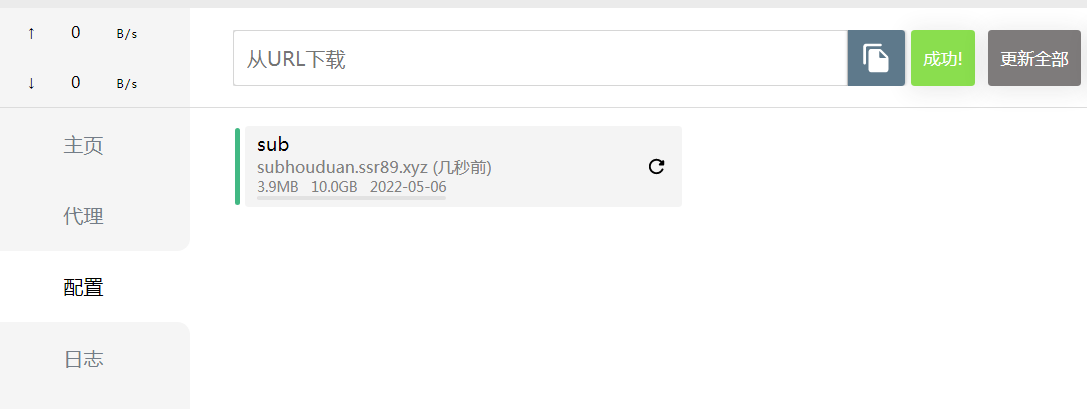 ↑ 0 B/s
↓ 0 B/s
主页
代理
配置
日志
从URL下载
成功!
更新全部
sub
subhouduan.ssr89.xyz (几秒前)
3.9MB 10.0GB 2022-05-06